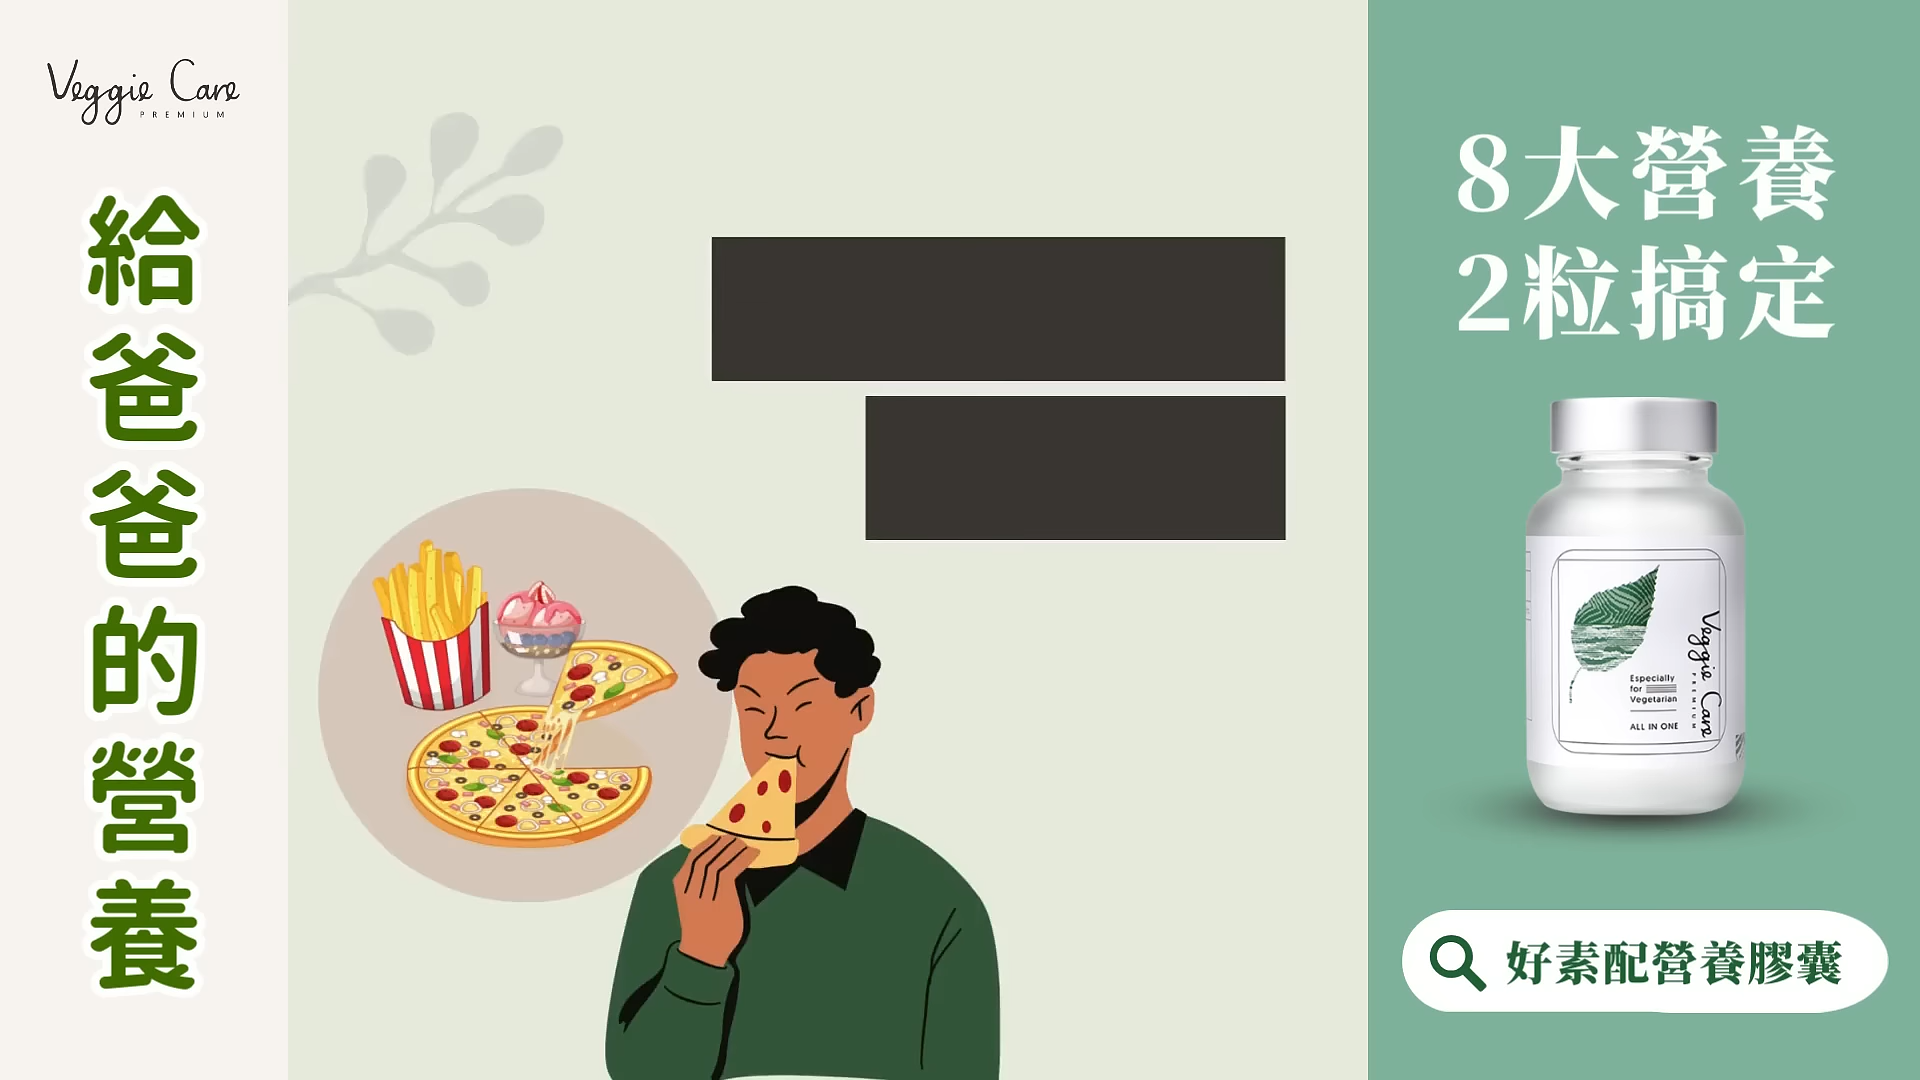 Veggie Care
PREMIUM
給爸爸的營養
8大營養
2粒搞定
Especially
for
Vegetarian
ALL IN ONE
Veggie Care
PREMIUM
好素配營養膠囊